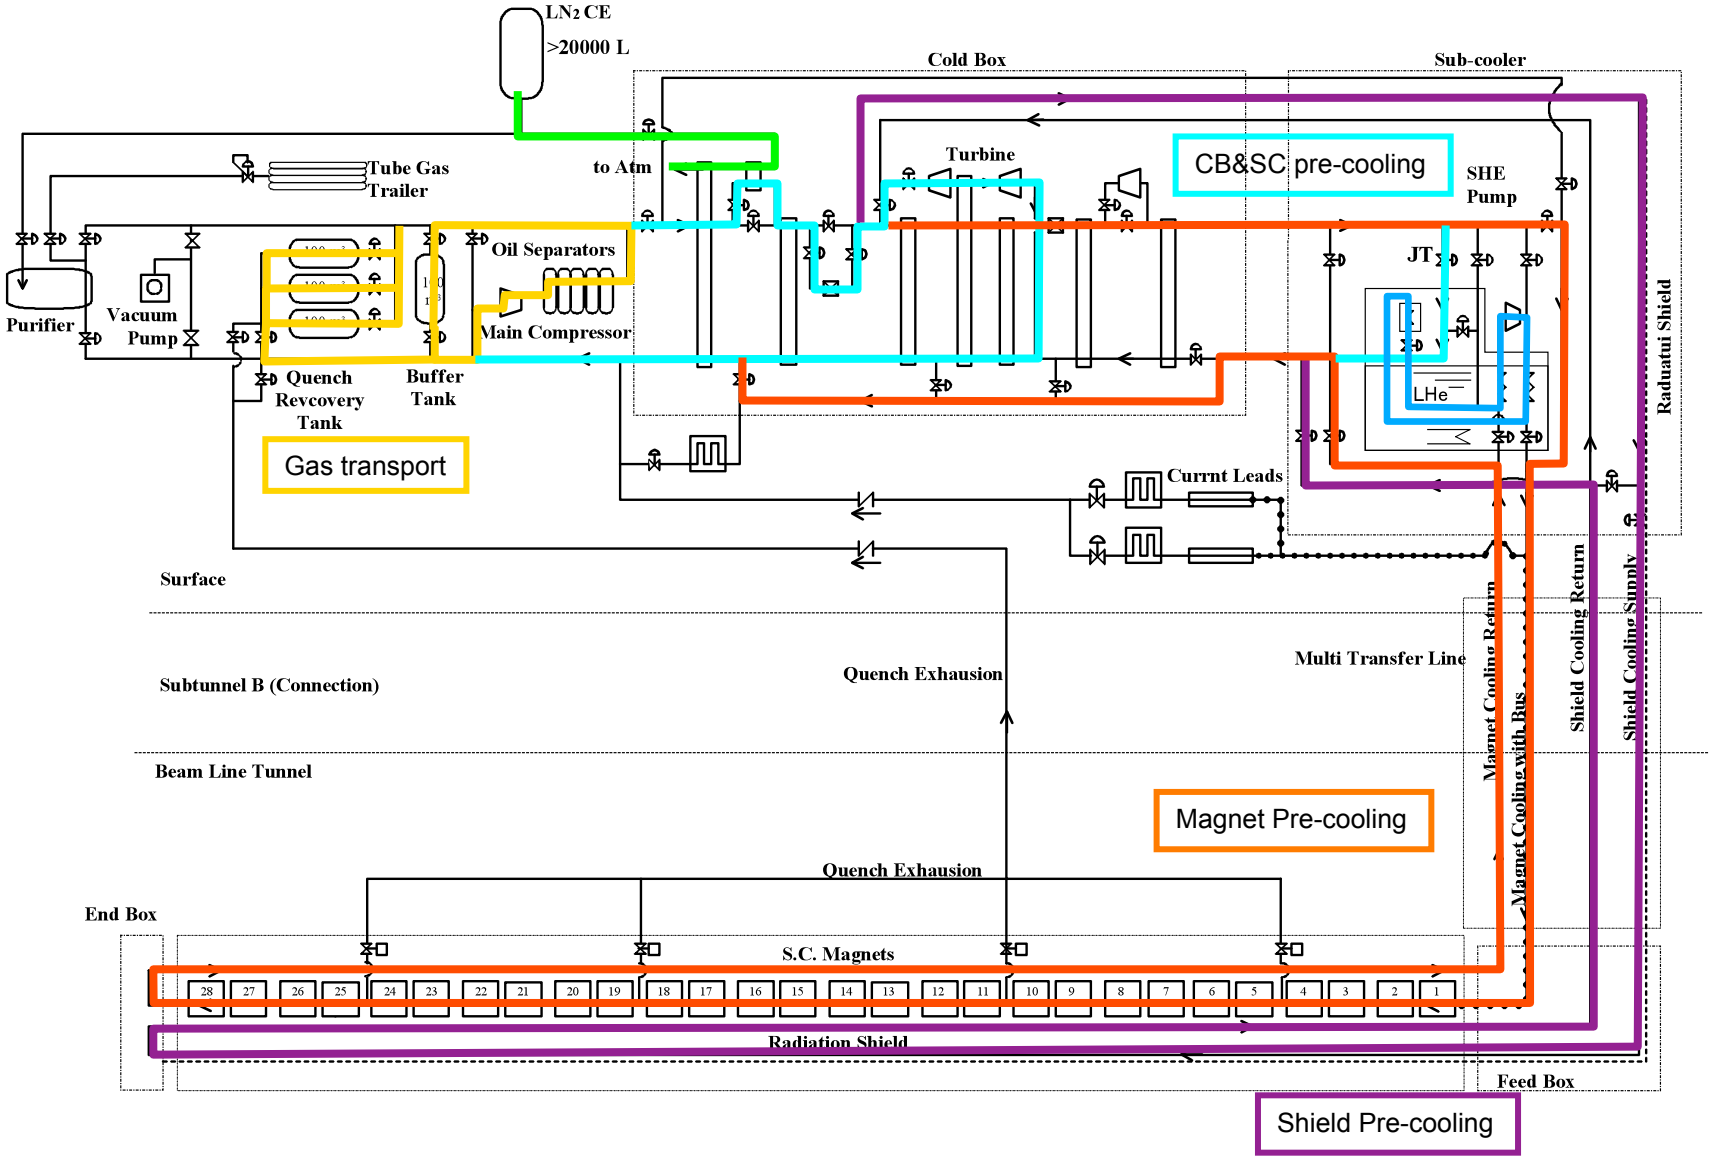 LN2 CE
>20000 L
Cold Box
Sub-cooler
to Atm
Turbine
CB&SC pre-cooling
SHE
Pump
Tube Gas
Trailer
Oil Separators
JT
Purifier
Vacuum
Pump
Main Compressor
Quench
Revcovery
Tank
Buffer
Tank
LHe
Raduatui Shield
Gas transport
Currnt Leads
Surface
Subtunnel B (Connection)
Quench Exhausion
Multi Transfer Line
Magnet Cooling Return
Magnet Cooling with Bus
Shield Cooling Return
Shield Cooling Supply
Beam Line Tunnel
Magnet Pre-cooling
Quench Exhausion
End Box
S.C. Magnets
28 27 26 25 24 23 22 21 20 19 18 17 16 15 14 13 12 11 10 9 8 7 6 5 4 3 2 1
Radiation Shield
Feed Box
Shield Pre-cooling